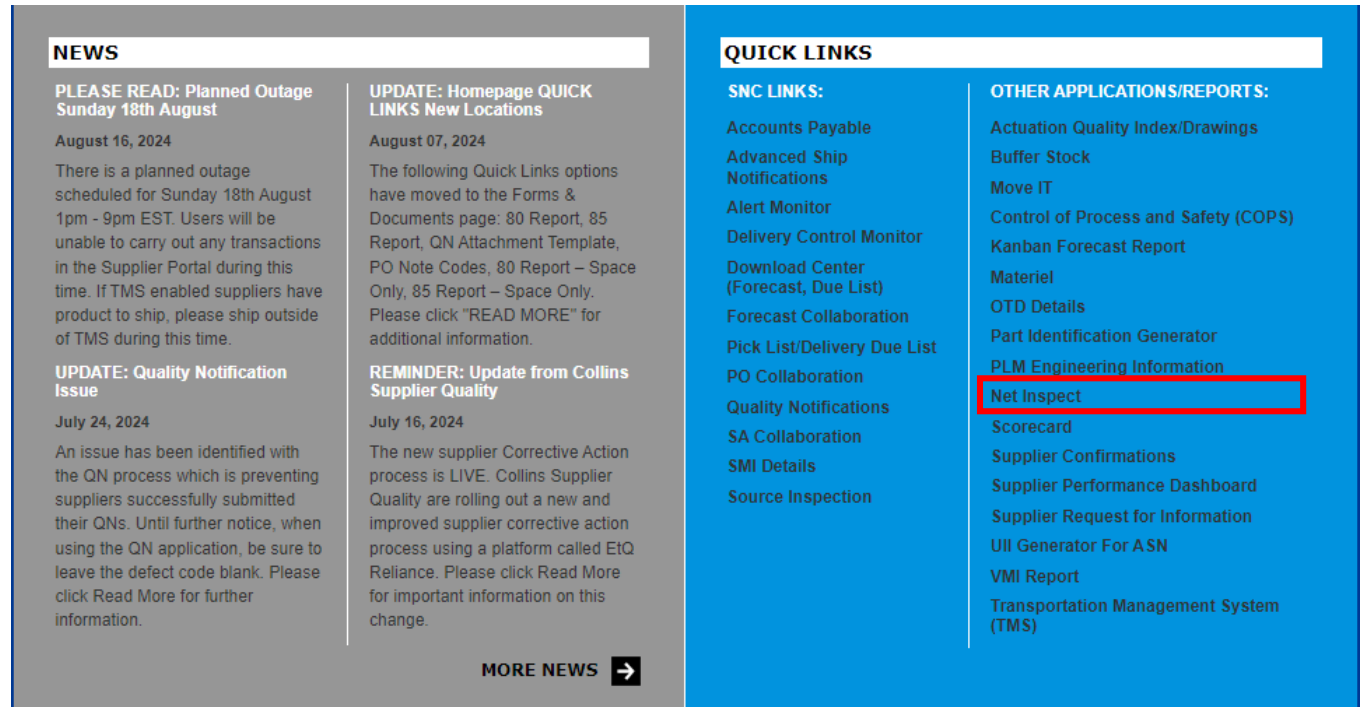 NEWS
PLEASE READ: Planned Outage
Sunday 18th August
August 16, 2024
There is a planned outage
scheduled for Sunday 18th August
1pm - 9pm EST. Users will be
unable to carry out any transactions
in the Supplier Portal during this
time. If TMS enabled suppliers have
product to ship, please ship outside
of TMS during this time.
UPDATE: Quality Notification
Issue
July 24, 2024
An issue has been identified with
the QN process which is preventing
suppliers successfully submitted
their QNs. Until further notice, when
using the QN application, be sure to
leave the defect code blank. Please
click Read More for further
information.
UPDATE: Homepage QUICK
LINKS New Locations
August 07, 2024
The following Quick Links options
have moved to the Forms &
Documents page: 80 Report, 85
Report, QN Attachment Template,
PO Note Codes, 80 Report – Space
Only, 85 Report – Space Only.
Please click "READ MORE" for
additional information.
REMINDER: Update from Collins
Supplier Quality
July 16, 2024
The new supplier Corrective Action
process is LIVE. Collins Supplier
Quality are rolling out a new and
improved supplier corrective action
process using a platform called EtQ
Reliance. Please click Read More
for important information on this
change.
MORE NEWS
QUICK LINKS
SNC LINKS:
Accounts Payable
Advanced Ship
Notifications
Alert Monitor
Delivery Control Monitor
Download Center
(Forecast, Due List)
Forecast Collaboration
Pick List/Delivery Due List
PO Collaboration
Quality Notifications
SA Collaboration
SMI Details
Source Inspection
OTHER APPLICATIONS/REPORTS:
Actuation Quality Index/Drawings
Buffer Stock
Move IT
Control of Process and Safety (COPS)
Kanban Forecast Report
Materiel
OTD Details
Part Identification Generator
PLM Engineering Information
Net Inspect
Scorecard
Supplier Confirmations
Supplier Performance Dashboard
Supplier Request for Information
UII Generator For ASN
VMI Report
Transportation Management System
(TMS)